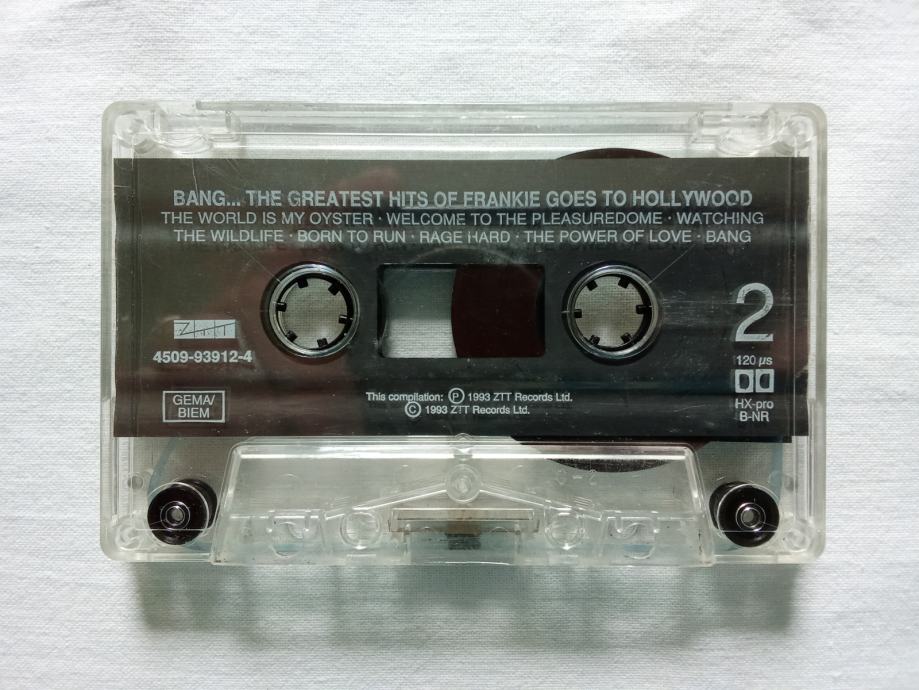 BANG... THE GREATEST HITS OF FRANKIE GOES TO HOLLYWOOD
THE WORLD IS MY OYSTER · WELCOME TO THE PLEASUREDOME · WATCHING
THE WILDLIFE · BORN TO RUN · RAGE HARD · THE POWER OF LOVE · BANG
ZTT
4509-93912-4
GEMA/
BIEM
This compilation: Ⓟ 1993 ZTT Records Ltd.
© 1993 ZTT Records Ltd.
2
120 µs
HX-pro
B-NR